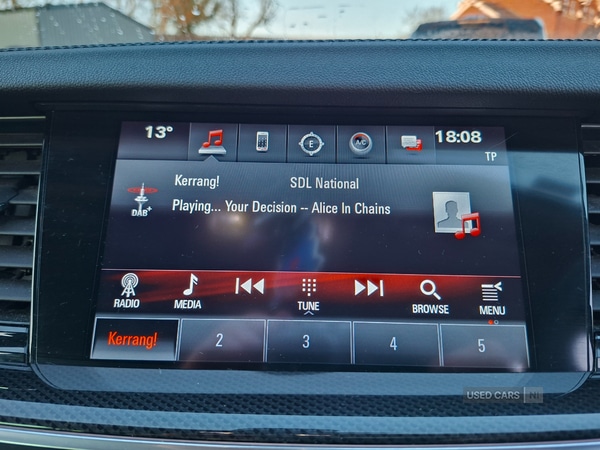 13°
E
A/C
18:08
TP
Kerrang!
SDL National
DAB+
Playing... Your Decision -- Alice In Chains
RADIO
MEDIA
TUNE
BROWSE
MENU
Kerrang!
2
3
4
5
USED CARS NI